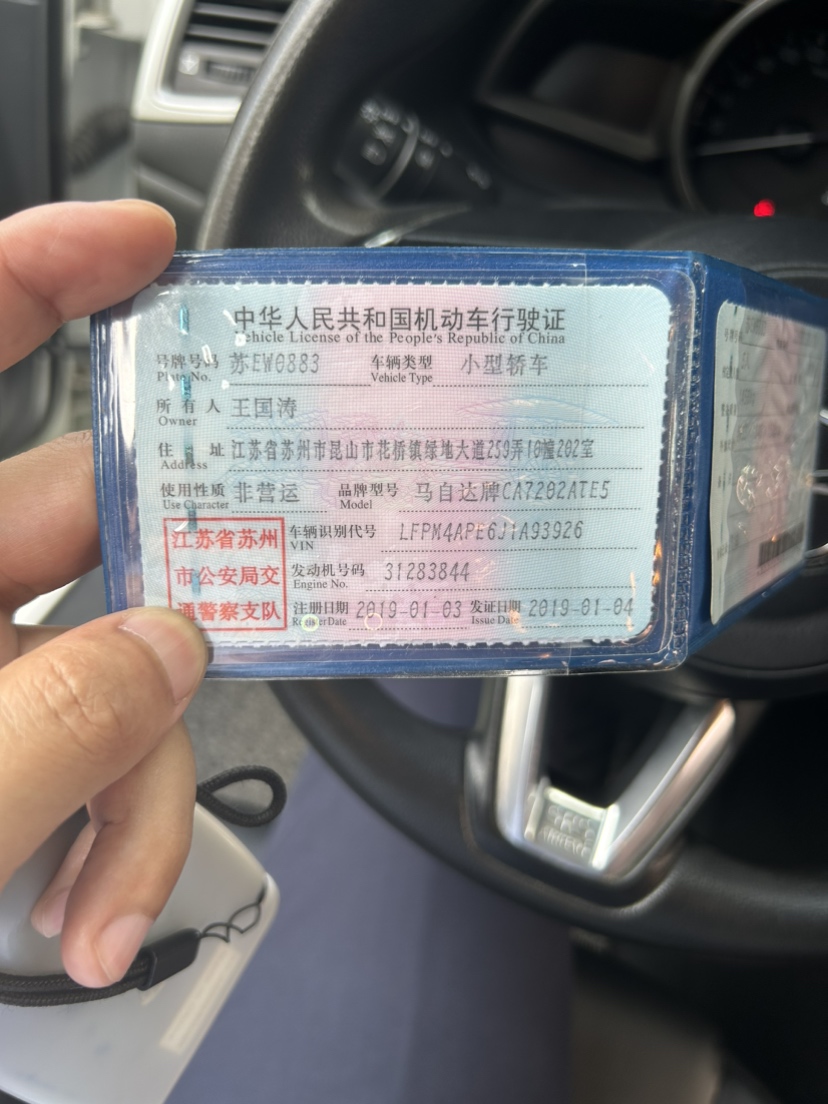 中华人民共和国机动车行驶证
ehicle License of the People's Republic of China
号牌号码 苏EW0883 车辆类型 小型轿车
Plate No. Vehicle Type
所有人 王国涛
Owner
住址 江苏省苏州市昆山市花桥镇绿地大道259弄18幢202室
Address
使用性质 非营运 品牌型号 马自达牌CA7202ATE5
Use Character Model
江苏省苏州 车辆识别代号 LFPM4APE6J1A93926
VIN
市公安局交 发动机号码 31283844
Engine No.
通警察支队 注册日期 2019-01-03 发证日期 2019-01-04
Register Date Issue Date